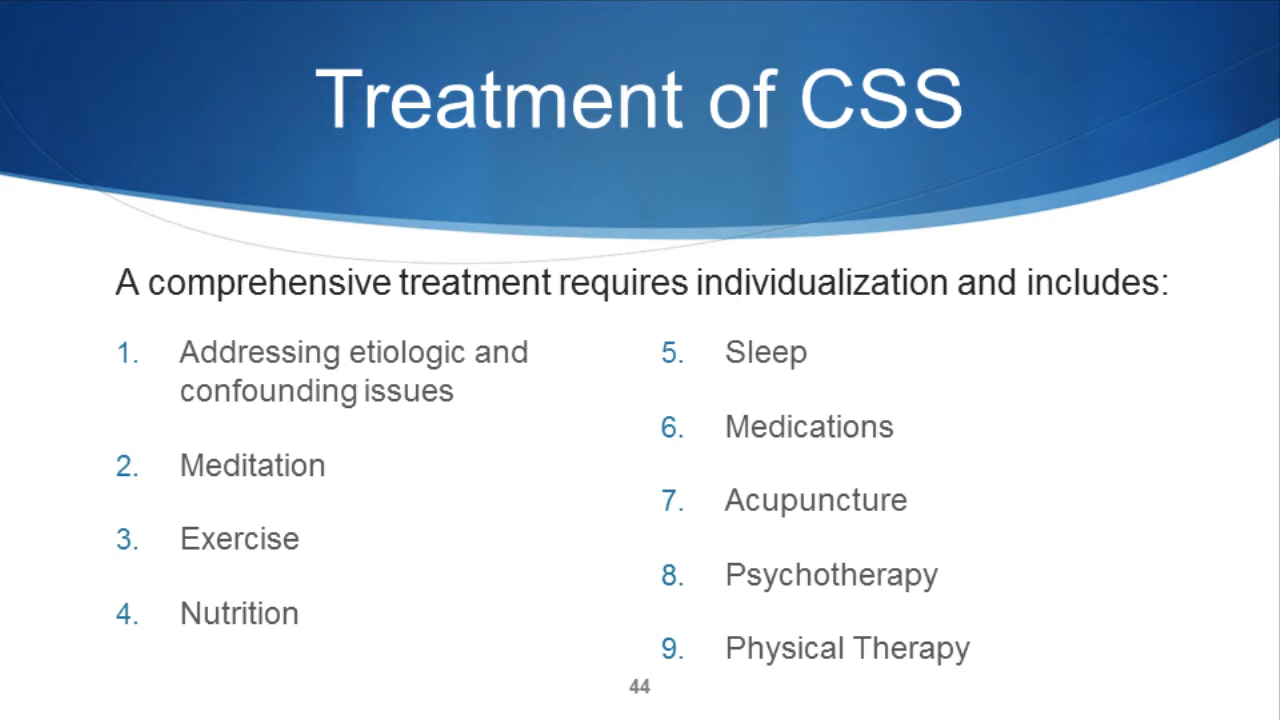 Treatment of CSS
A comprehensive treatment requires individualization and includes:
1. Addressing etiologic and
confounding issues
2. Meditation
3. Exercise
4. Nutrition
5. Sleep
6. Medications
7. Acupuncture
8. Psychotherapy
9. Physical Therapy
44